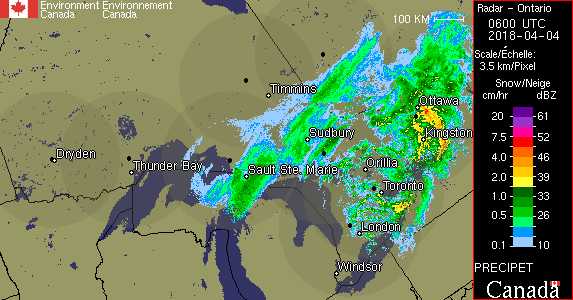 Environment Environnement
Canada Canada
100 KM
Timmins
Ottawa
Sudbury
Kingston
Dryden
Thunder Bay
Sault Ste. Marie
Orillia
Toronto
London
Windsor
Radar - Ontario
0600 UTC
2018-04-04
Scale/Échelle:
3.5 km/Pixel
Snow/Neige
cm/hr dBZ
20 61
7.5 57
5.5 52
4.0 46
2.0 39
1.0 33
0.5 26
0.1 10
PRECIPET
Canada